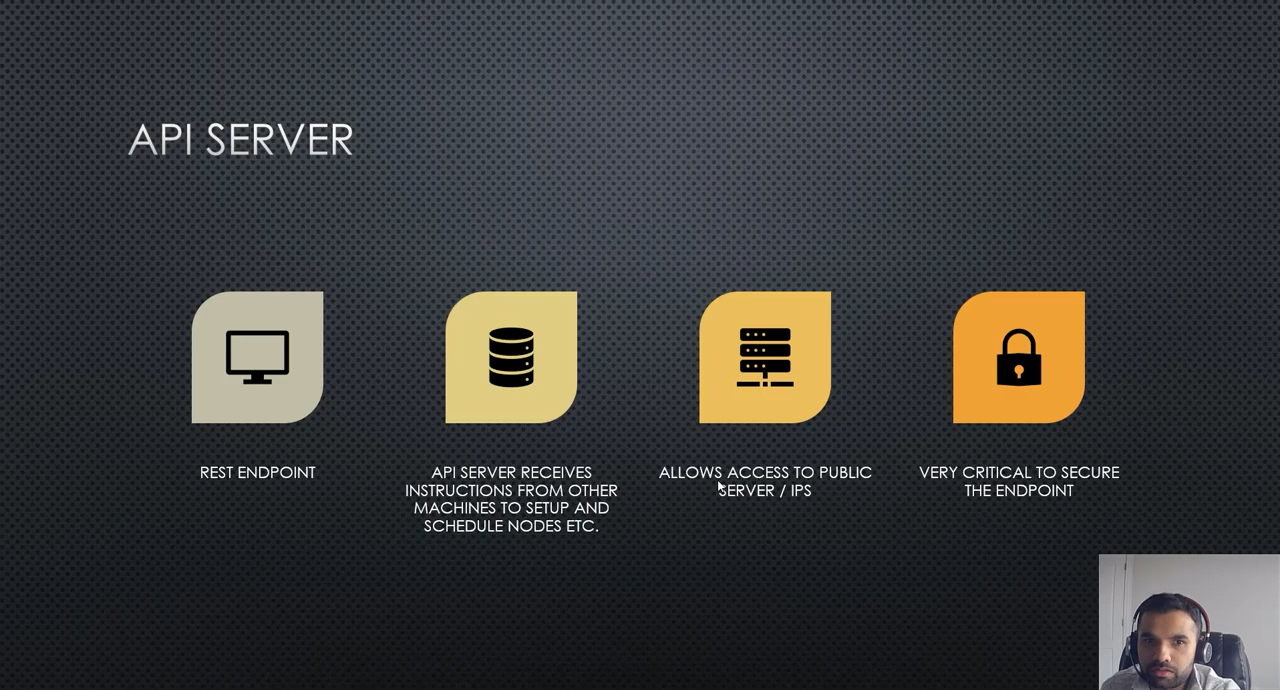 API SERVER
REST ENDPOINT
API SERVER RECEIVES
INSTRUCTIONS FROM OTHER
MACHINES TO SETUP AND
SCHEDULE NODES ETC.
ALLOWS ACCESS TO PUBLIC
SERVER / IPS
VERY CRITICAL TO SECURE
THE ENDPOINT